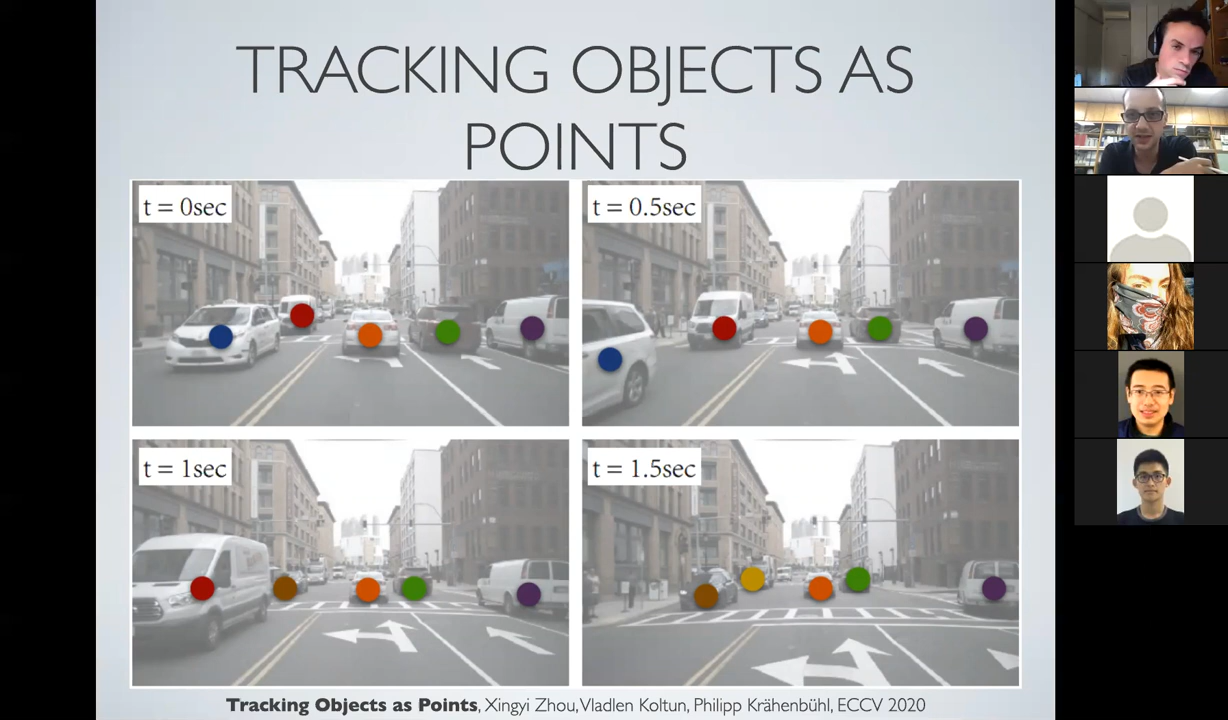 TRACKING OBJECTS AS
POINTS
t = 0sec
t = 0.5sec
t = 1sec
t = 1.5sec
Tracking Objects as Points, Xingyi Zhou, Vladlen Koltun, Philipp Krähenbühl, ECCV 2020